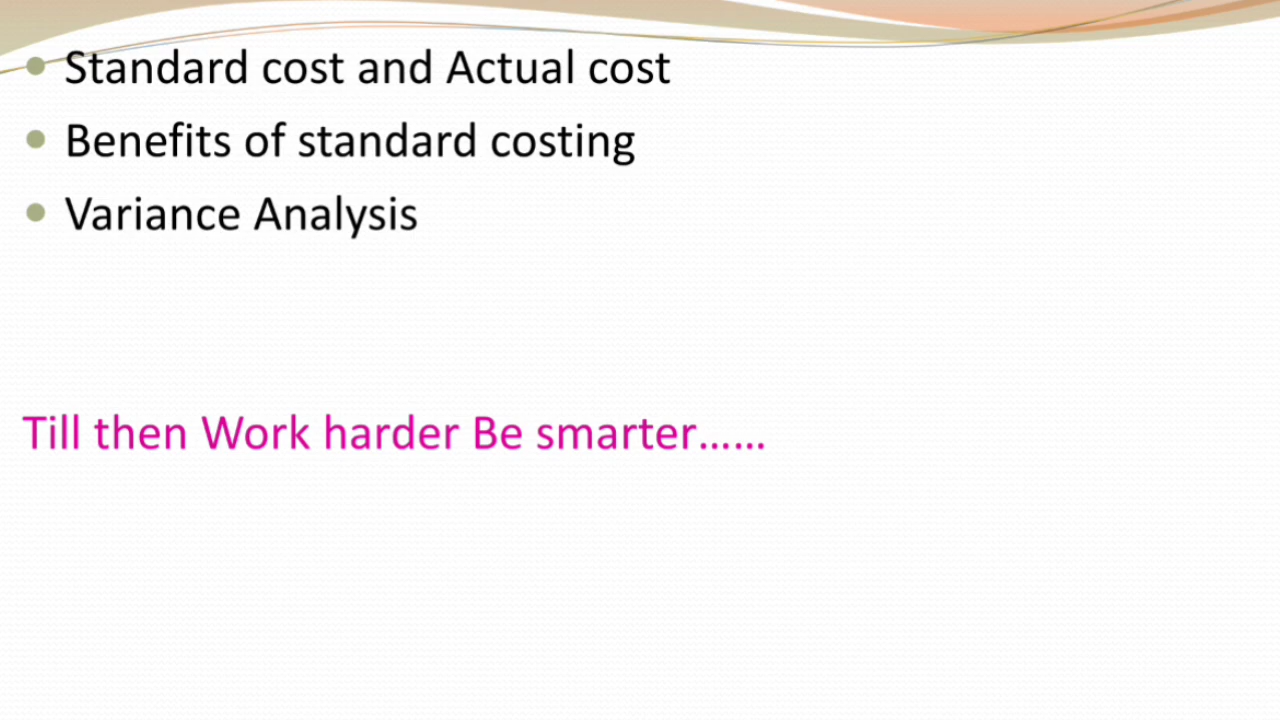 • Standard cost and Actual cost
• Benefits of standard costing
• Variance Analysis
Till then Work harder Be smarter......